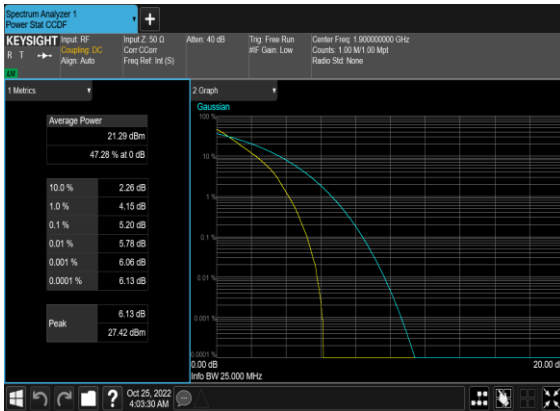 Spectrum Analyzer 1
Power Stat CCDF
+
KEYSIGHT
R T
LXI
Input: RF
Coupling: DC
Align: Auto
Input Z: 50 Ω
Corr CCorr
Freq Ref: Int (S)
Atten: 40 dB
Trig: Free Run
#IF Gain: Low
Center Freq: 1.900000000 GHz
Counts: 1.00 M/1.00 Mpt
Radio Std: None
1 Metrics
Average Power
21.29 dBm
47.28 % at 0 dB
10.0 % 2.26 dB
1.0 % 4.15 dB
0.1 % 5.20 dB
0.01 % 5.78 dB
0.001 % 6.06 dB
0.0001 % 6.13 dB
Peak
6.13 dB
27.42 dBm
2 Graph
Gaussian
100 %
10 %
1 %
0.1 %
0.01 %
0.001 %
0.0001 %
0.00 dB
20.00 d
Info BW 25.000 MHz
?
Oct 25, 2022
4:03:30 AM